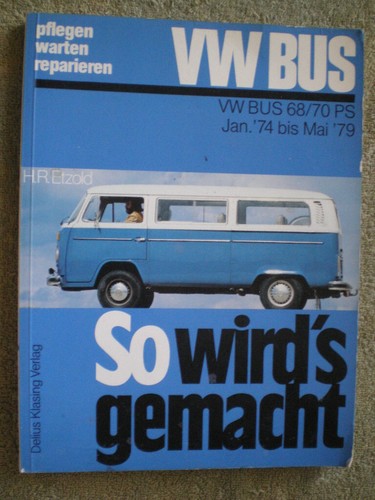 pflegen
warten
reparieren
VW BUS
VW BUS 68/70 PS
Jan.'74 bis Mai '79
H.R. Etzold
So wird's
gemacht
Delius Klasing Verlag